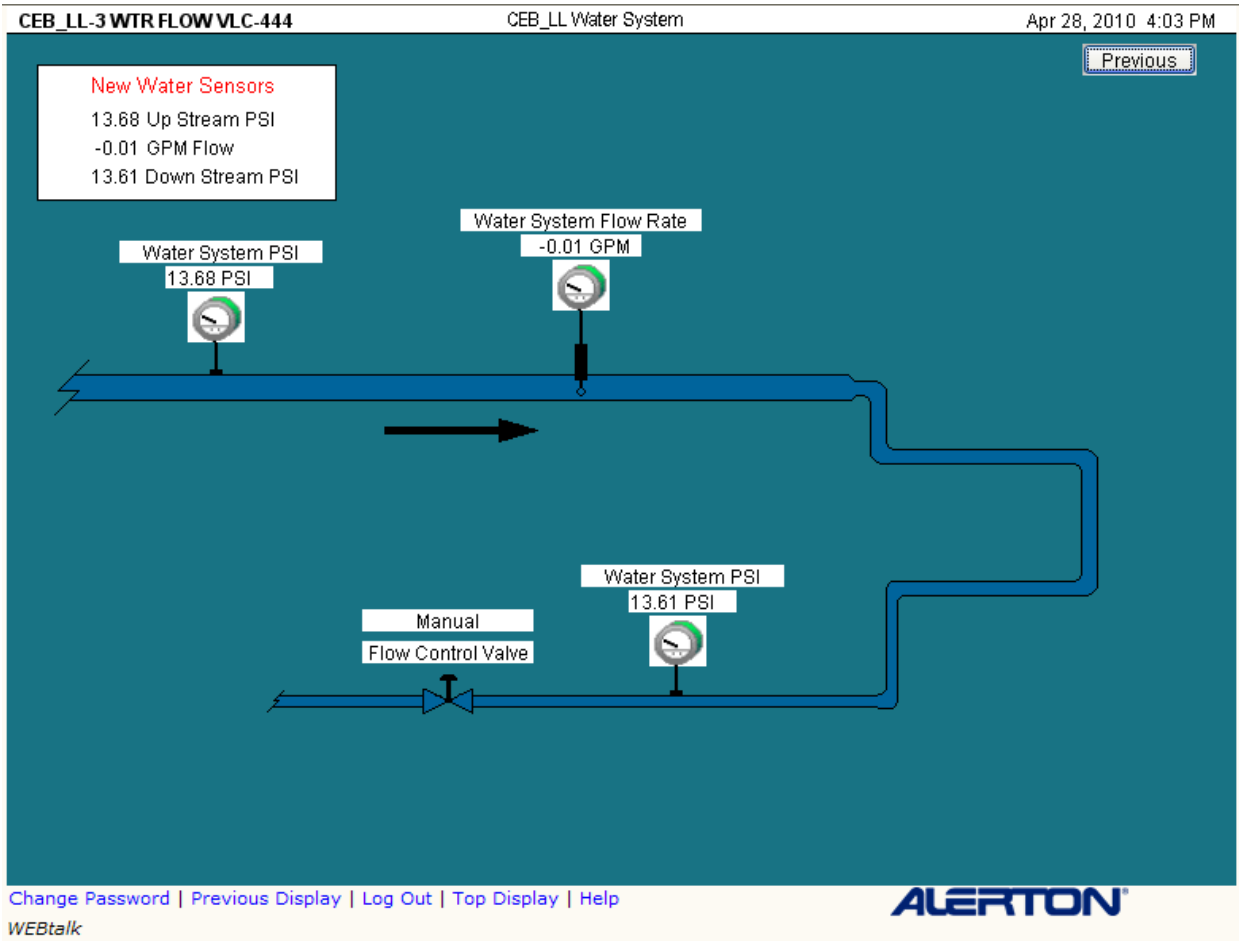 CEB_LL-3 WTR FLOW VLC-444 CEB_LL Water System Apr 28, 2010 4:03 PM
Previous
New Water Sensors
13.68 Up Stream PSI
-0.01 GPM Flow
13.61 Down Stream PSI
Water System Flow Rate
-0.01 GPM
Water System PSI
13.68 PSI
Water System PSI
13.61 PSI
Manual
Flow Control Valve
Change Password | Previous Display | Log Out | Top Display | Help
ALERTON®
WEBtalk